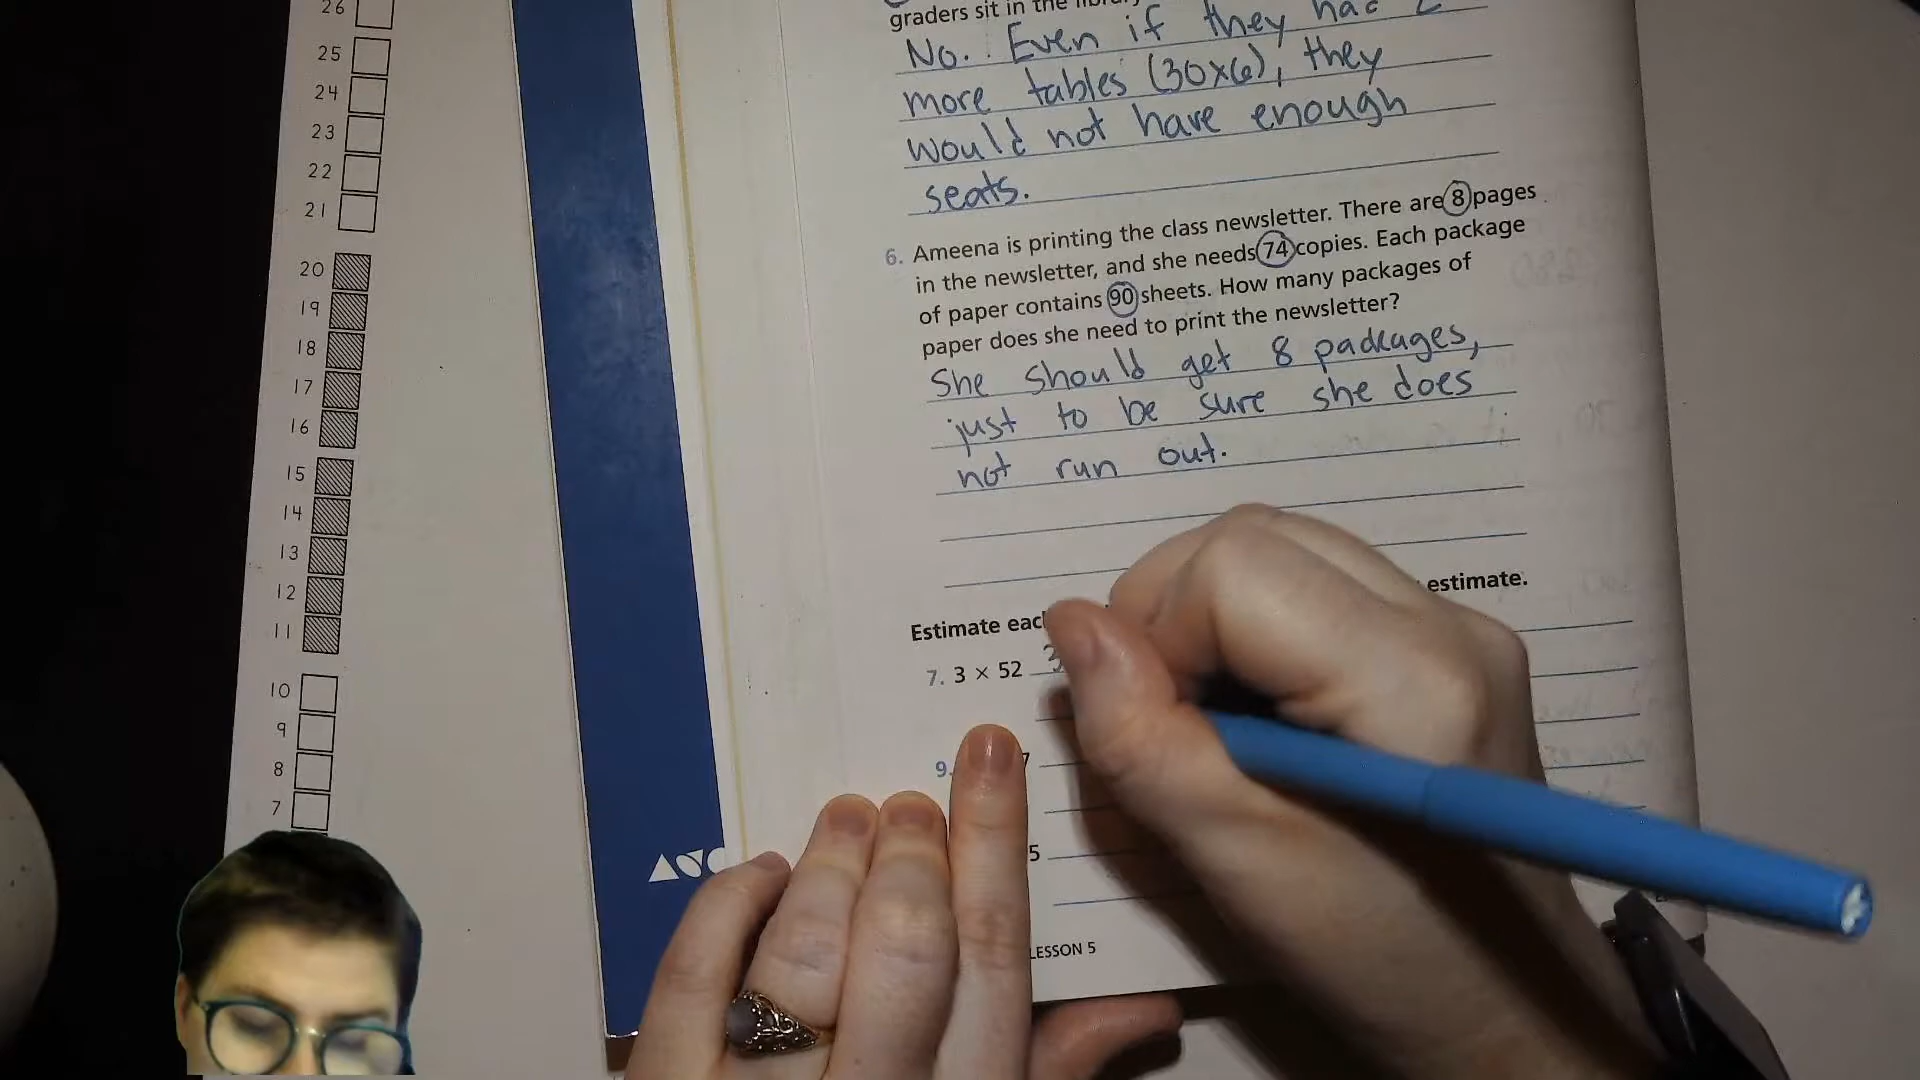 26
25
24
23
22
21
20
19
18
17
16
15
14
13
12
11
10
9
8
7
graders sit in the
No. Even if they had 2
more tables (30x6), they
would not have enough
seats.
6. Ameena is printing the class newsletter. There are 8 pages
in the newsletter, and she needs 74 copies. Each package
of paper contains 90 sheets. How many packages of
paper does she need to print the newsletter?
She should get 8 packages,
just to be sure she does
not run out.
Estimate each estimate.
7. 3 × 52 3
9. 7
5
LESSON 5